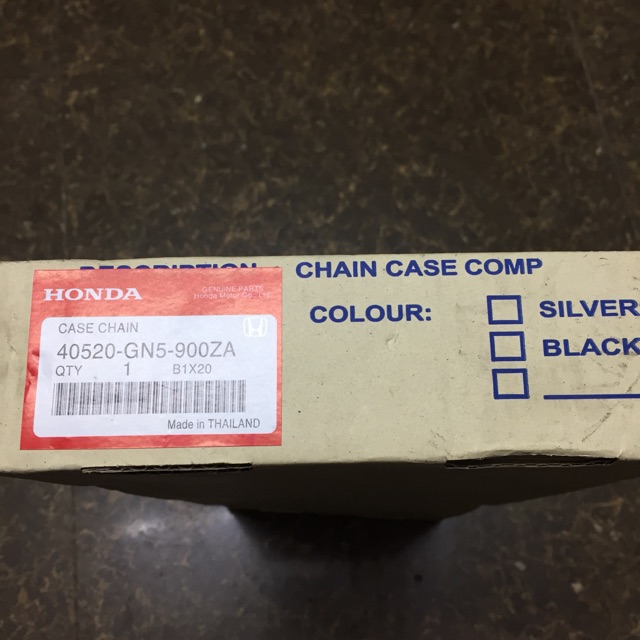 DESCRIPTION CHAIN CASE COMP
HONDA
GENUINE PARTS
Honda Motor Co., Ltd.
CASE CHAIN
40520-GN5-900ZA
QTY 1 B1X20
Made in THAILAND
COLOUR: SILVER
BLACK